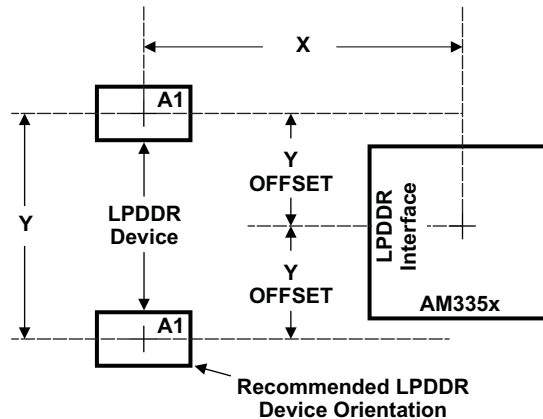 X
A1
Y
OFFSET
Y
LPDDR
Device
LPDDR
Interface
Y
OFFSET
AM335x
A1
Recommended LPDDR
Device Orientation